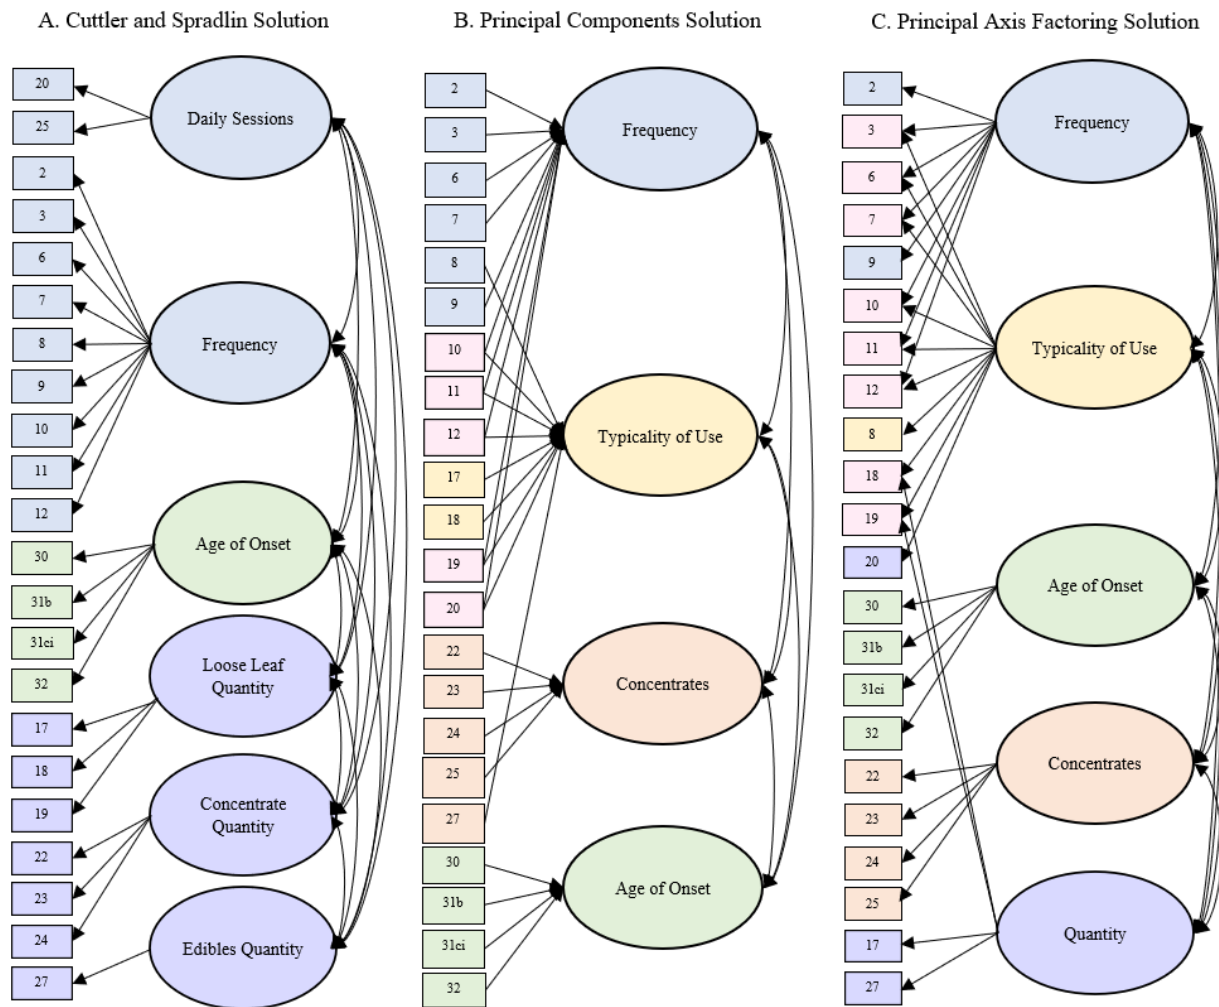 A. Cuttler and Spradlin Solution
20
25
2
3
6
7
8
9
10
11
12
30
31b
31ci
32
17
18
19
22
23
24
27
Daily Sessions
Frequency
Age of Onset
Loose Leaf
Quantity
Concentrate
Quantity
Edibles Quantity
B. Principal Components Solution
2
3
6
7
8
9
10
11
12
17
18
19
20
22
23
24
25
27
30
31b
31ci
32
Frequency
Typicality of Use
Concentrates
Age of Onset
C. Principal Axis Factoring Solution
2
3
6
7
9
10
11
12
8
18
19
20
30
31b
31ci
32
22
23
24
25
17
27
Frequency
Typicality of Use
Age of Onset
Concentrates
Quantity